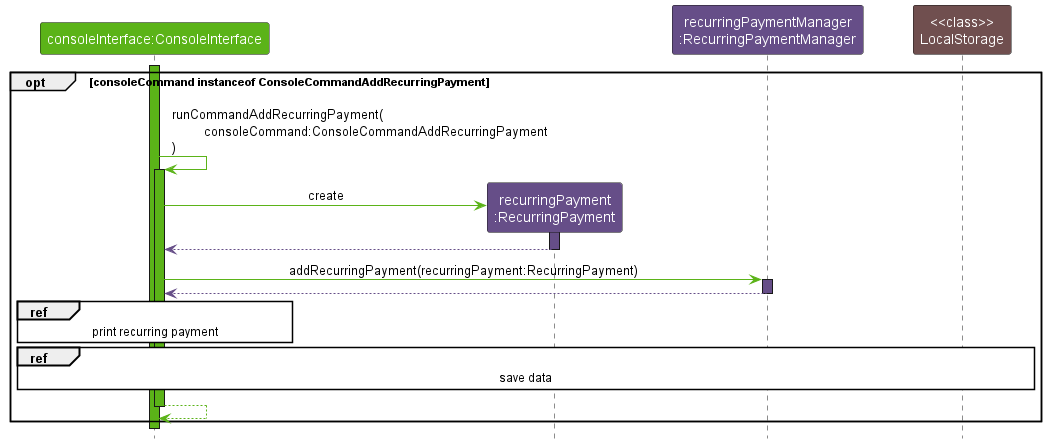 consoleInterface:ConsoleInterface
recurringPaymentManager
:RecurringPaymentManager
<<class>>
LocalStorage
opt
[consoleCommand instanceof ConsoleCommandAddRecurringPayment]
runCommandAddRecurringPayment(
consoleCommand:ConsoleCommandAddRecurringPayment
)
create
recurringPayment
:RecurringPayment
addRecurringPayment(recurringPayment:RecurringPayment)
ref
print recurring payment
ref
save data